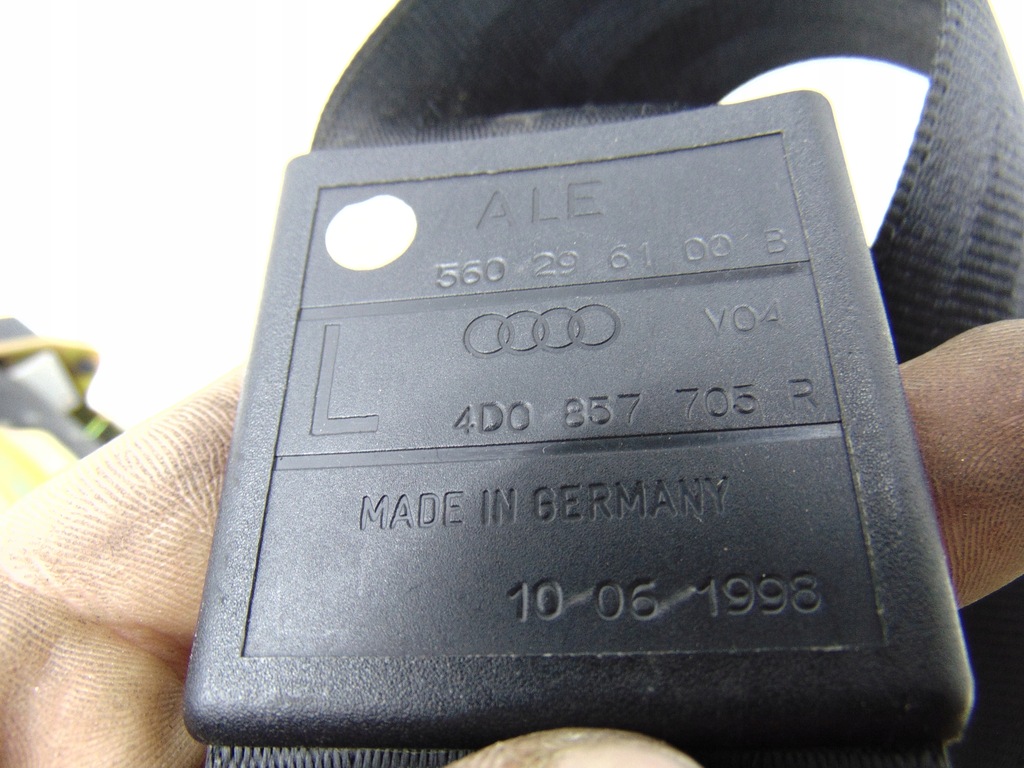 ALE
560 29 61 00 B
L
V04
4D0 857 705 R
MADE IN GERMANY
10 06 1998